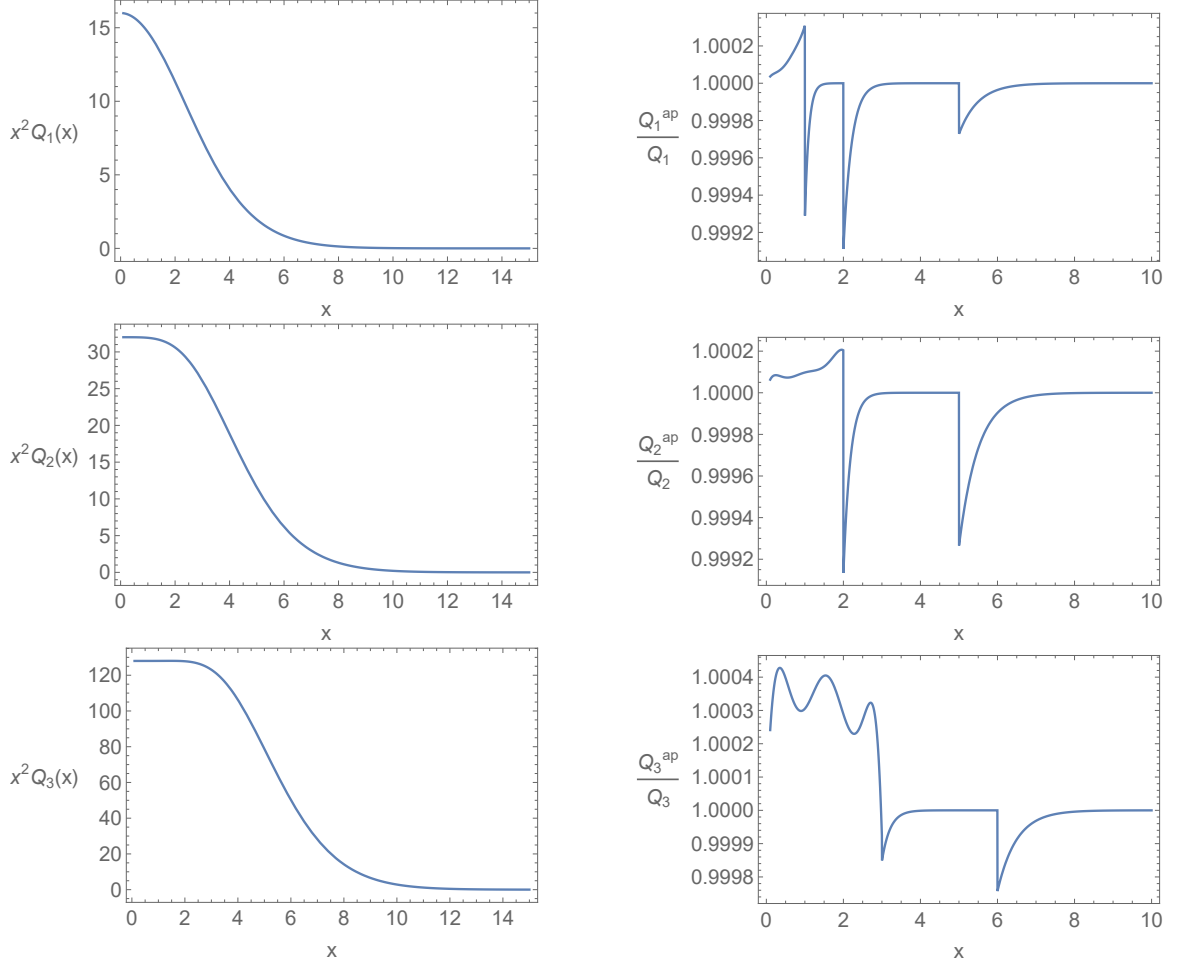 x²Q₁(x)
15
10
5
0
0 2 4 6 8 10 12 14
x
Q₁ᵃᵖ
Q₁
1.0002
1.0000
0.9998
0.9996
0.9994
0.9992
0 2 4 6 8 10
x
x²Q₂(x)
30
25
20
15
10
5
0
0 2 4 6 8 10 12 14
x
Q₂ᵃᵖ
Q₂
1.0002
1.0000
0.9998
0.9996
0.9994
0.9992
0 2 4 6 8 10
x
x²Q₃(x)
120
100
80
60
40
20
0
0 2 4 6 8 10 12 14
x
Q₃ᵃᵖ
Q₃
1.0004
1.0003
1.0002
1.0001
1.0000
0.9999
0.9998
0 2 4 6 8 10
x